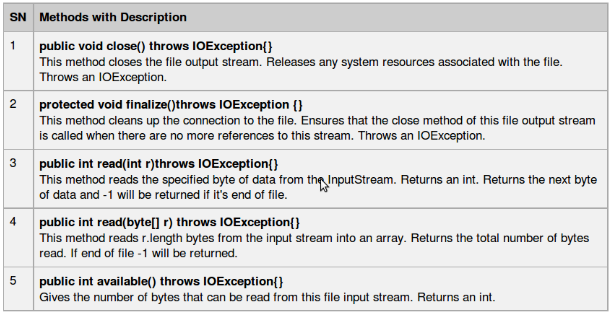 SN Methods with Description
1 public void close() throws IOException{}
This method closes the file output stream. Releases any system resources associated with the file.
Throws an IOException.
2 protected void finalize()throws IOException {}
This method cleans up the connection to the file. Ensures that the close method of this file output stream
is called when there are no more references to this stream. Throws an IOException.
3 public int read(int r)throws IOException{}
This method reads the specified byte of data from the InputStream. Returns an int. Returns the next byte
of data and -1 will be returned if it's end of file.
4 public int read(byte[] r) throws IOException{}
This method reads r.length bytes from the input stream into an array. Returns the total number of bytes
read. If end of file -1 will be returned.
5 public int available() throws IOException{}
Gives the number of bytes that can be read from this file input stream. Returns an int.